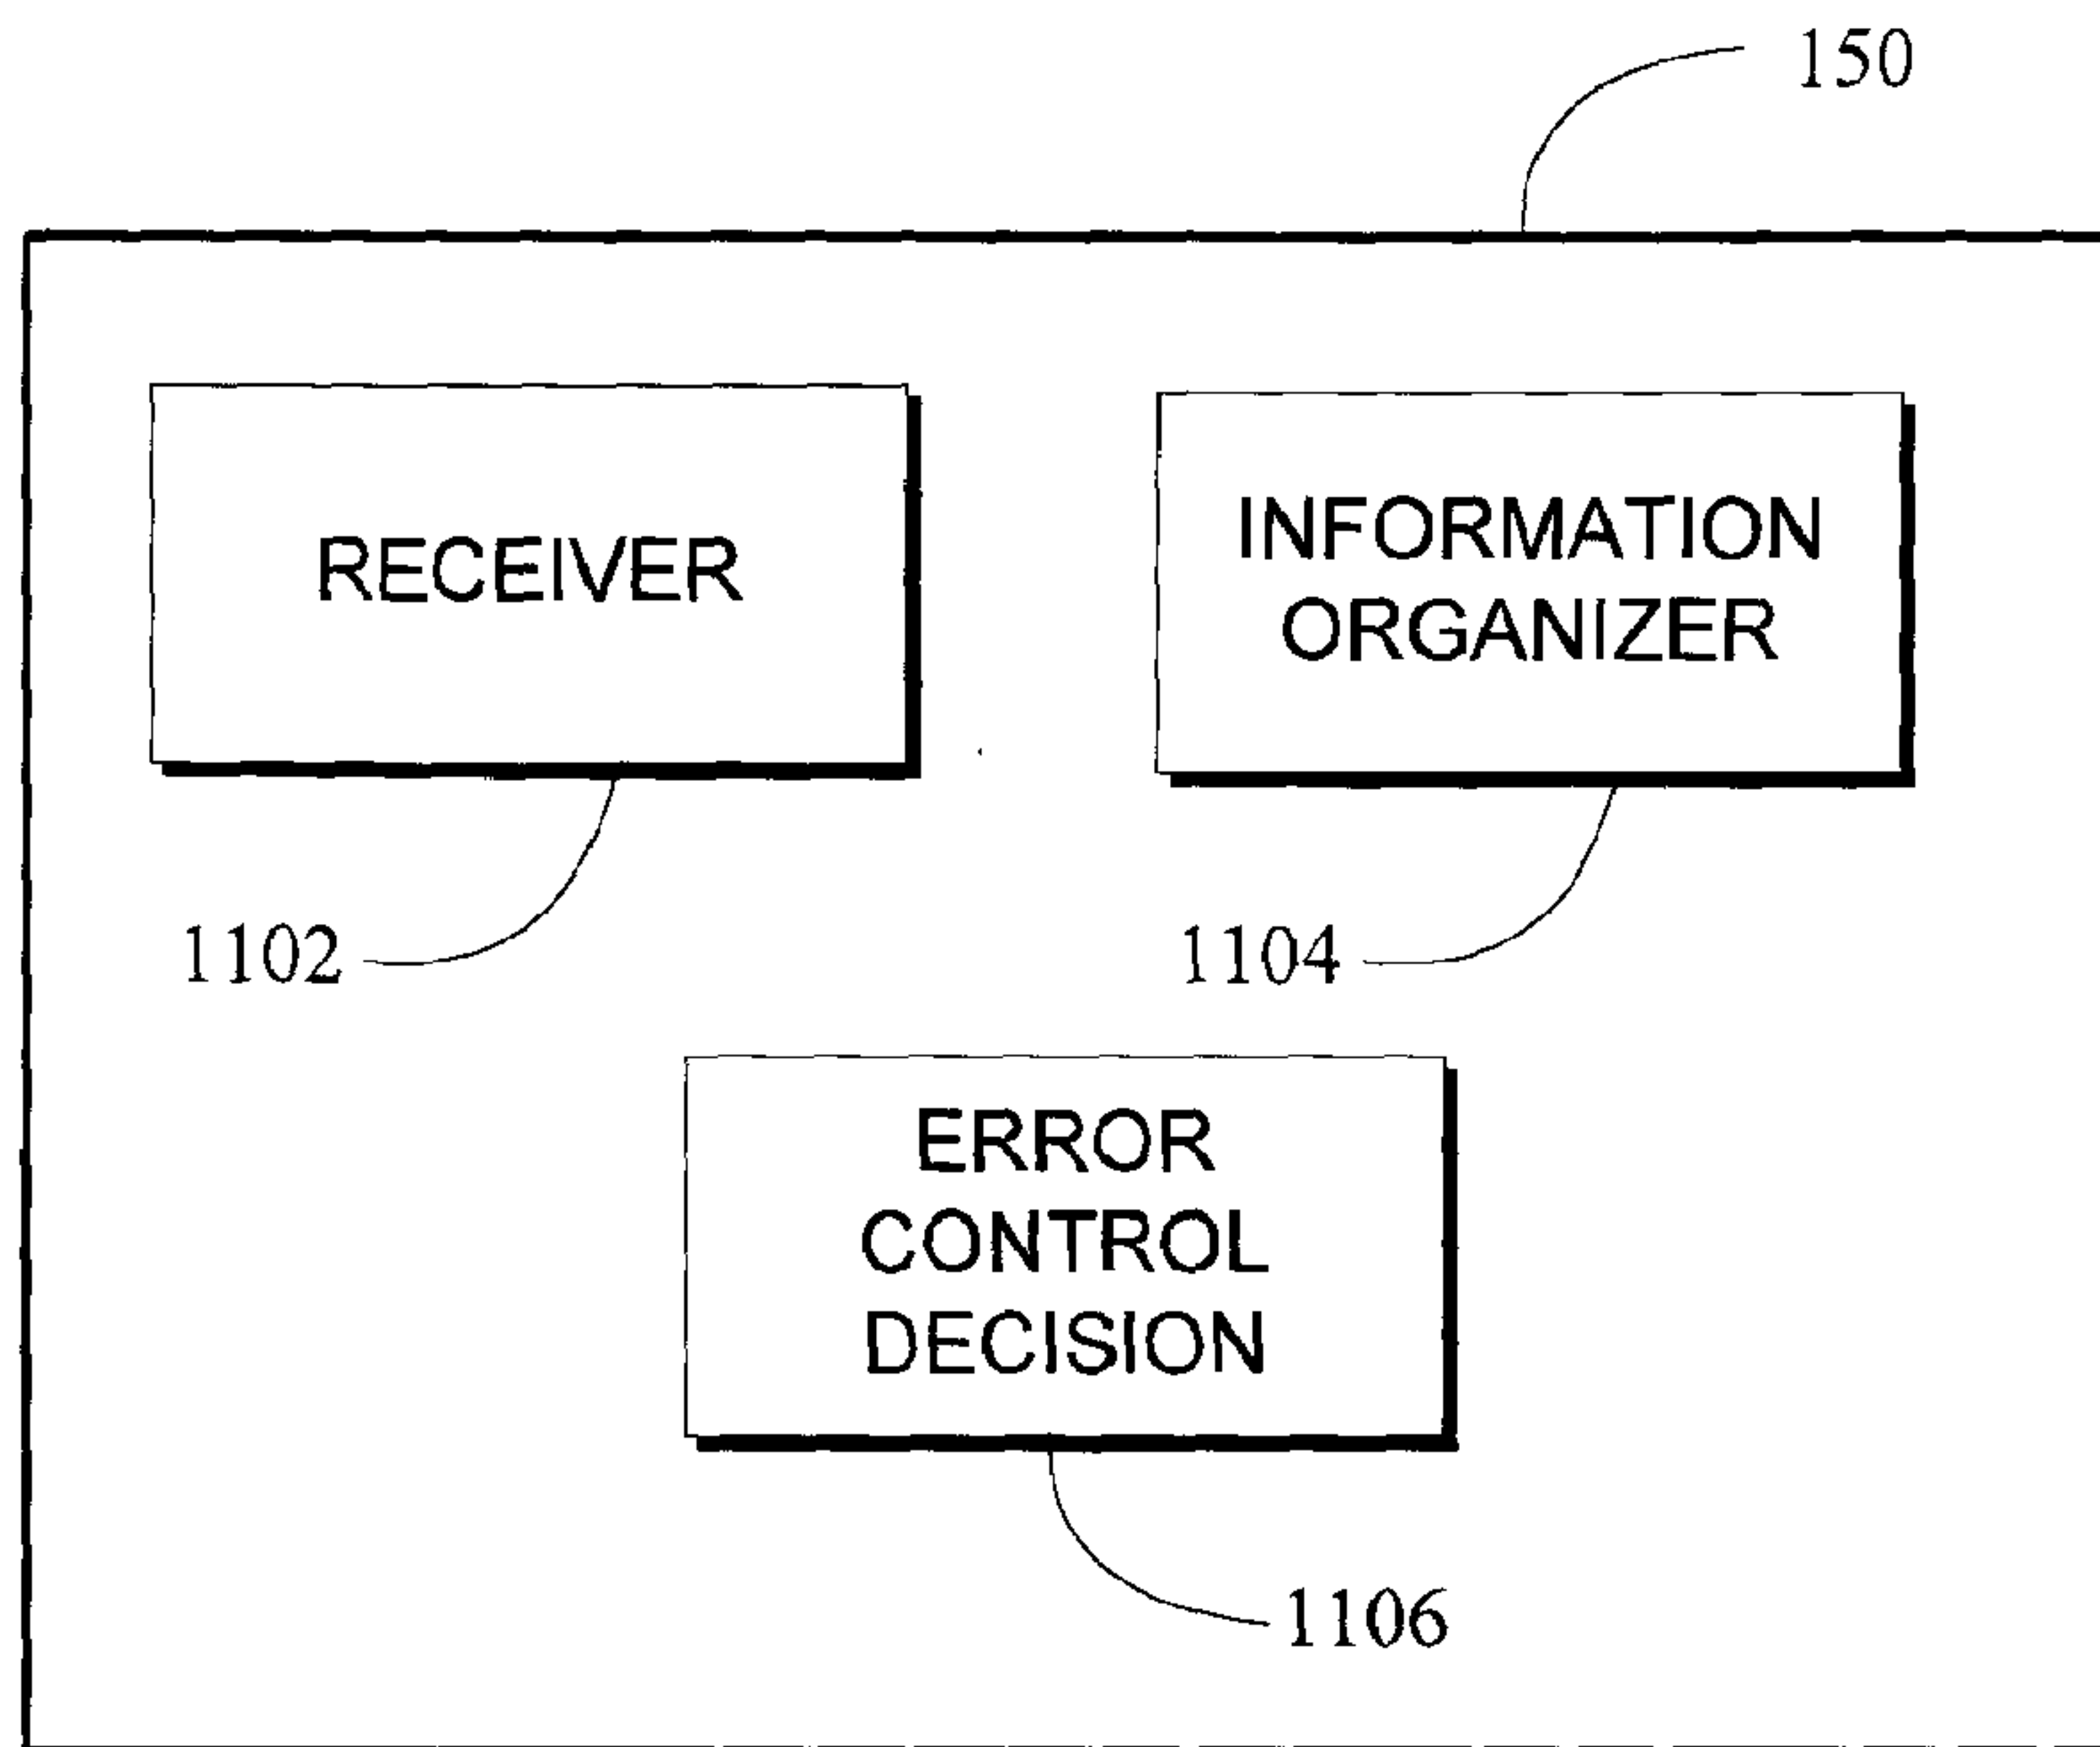 150
RECEIVER
INFORMATION
ORGANIZER
1102
1104
ERROR
CONTROL
DECISION
1106